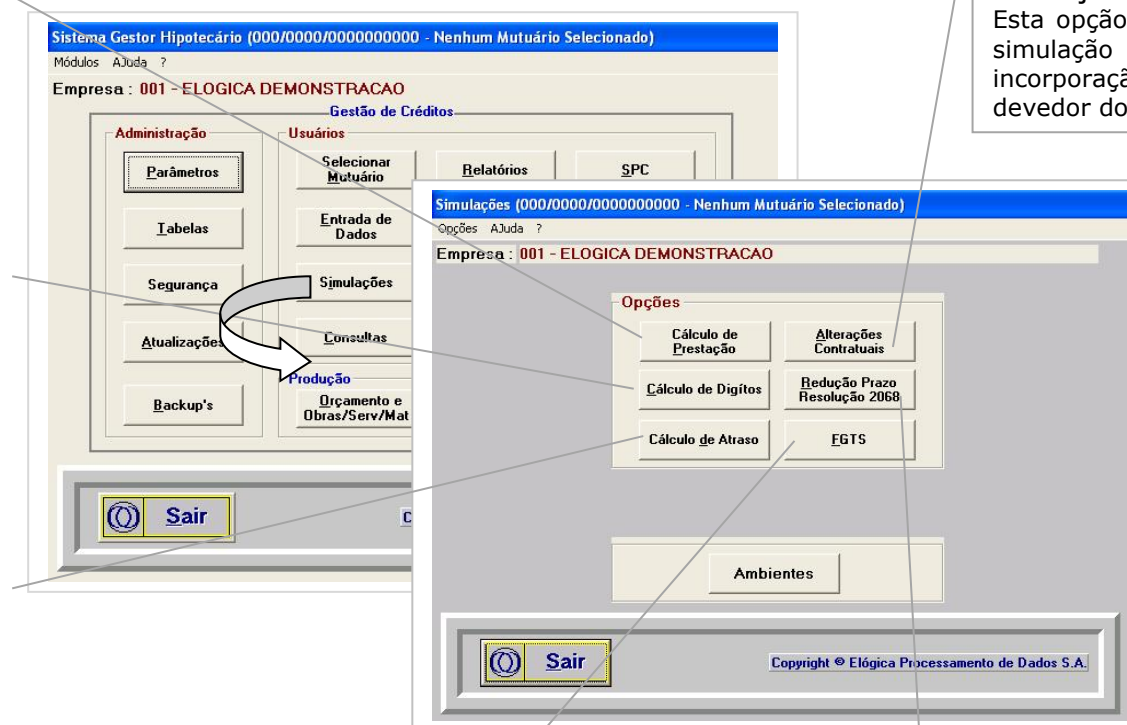 Esta opção
simulação
incorporaçã
devedor do
Sistema Gestor Hipotecário (000/0000/0000000000 - Nenhum Mutuário Selecionado)
Módulos AJuda ?
Empresa : 001 - ELOGICA DEMONSTRACAO
Gestão de Créditos
Administração
Parâmetros
Tabelas
Segurança
Atualizações
Backup's
Usuários
Selecionar
Mutuário
Relatórios
SPC
Entrada de
Dados
Simulações
Consultas
Produção
Orçamento e
Obras/Serv/Mat
Sair
C
Simulações (000/0000/0000000000 - Nenhum Mutuário Selecionado)
Opções AJuda ?
Empresa : 001 - ELOGICA DEMONSTRACAO
Opções
Cálculo de
Prestação
Alterações
Contratuais
Cálculo de Digítos
Redução Prazo
Resolução 2068
Cálculo de Atraso
FGTS
Ambientes
Sair
Copyright © Elógica Processamento de Dados S.A.